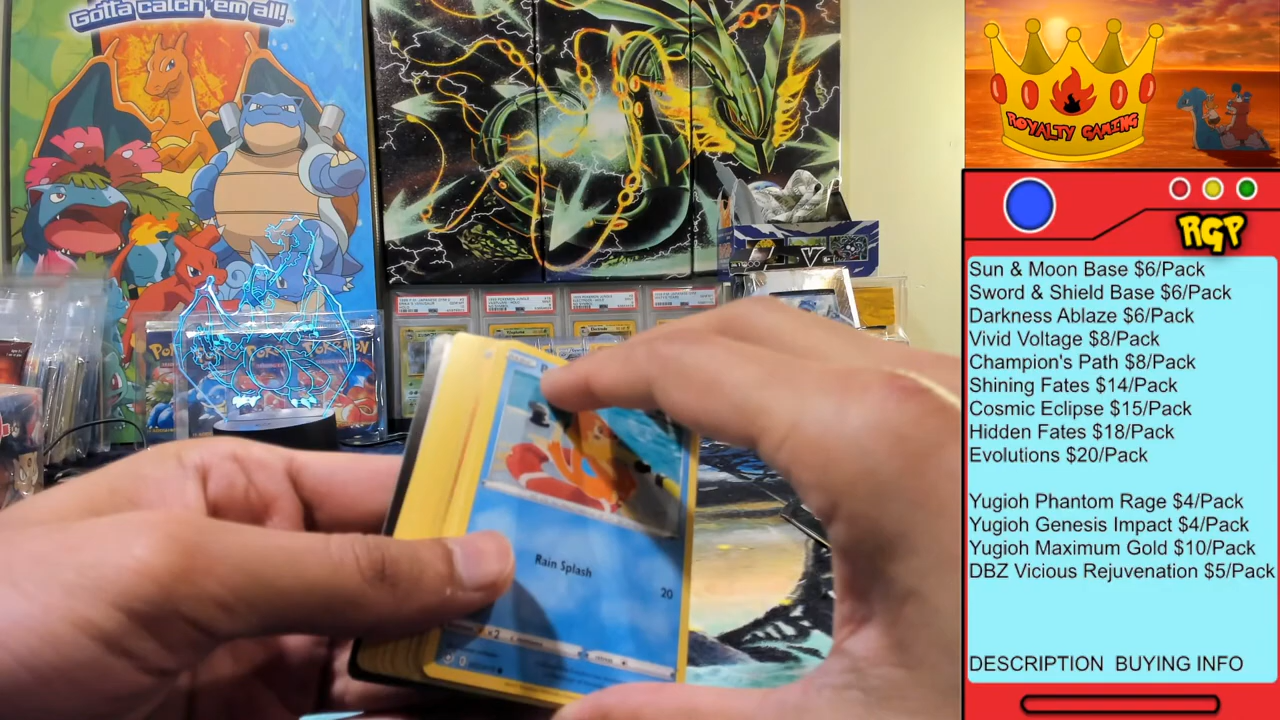 Gotta catch 'em all!
ROYALTY GAMING
RGP
Sun & Moon Base $6/Pack
Sword & Shield Base $6/Pack
Darkness Ablaze $6/Pack
Vivid Voltage $8/Pack
Champion's Path $8/Pack
Shining Fates $14/Pack
Cosmic Eclipse $15/Pack
Hidden Fates $18/Pack
Evolutions $20/Pack
Yugioh Phantom Rage $4/Pack
Yugioh Genesis Impact $4/Pack
Yugioh Maximum Gold $10/Pack
DBZ Vicious Rejuvenation $5/Pack
DESCRIPTION BUYING INFO
V
Rain Splash
20
x2